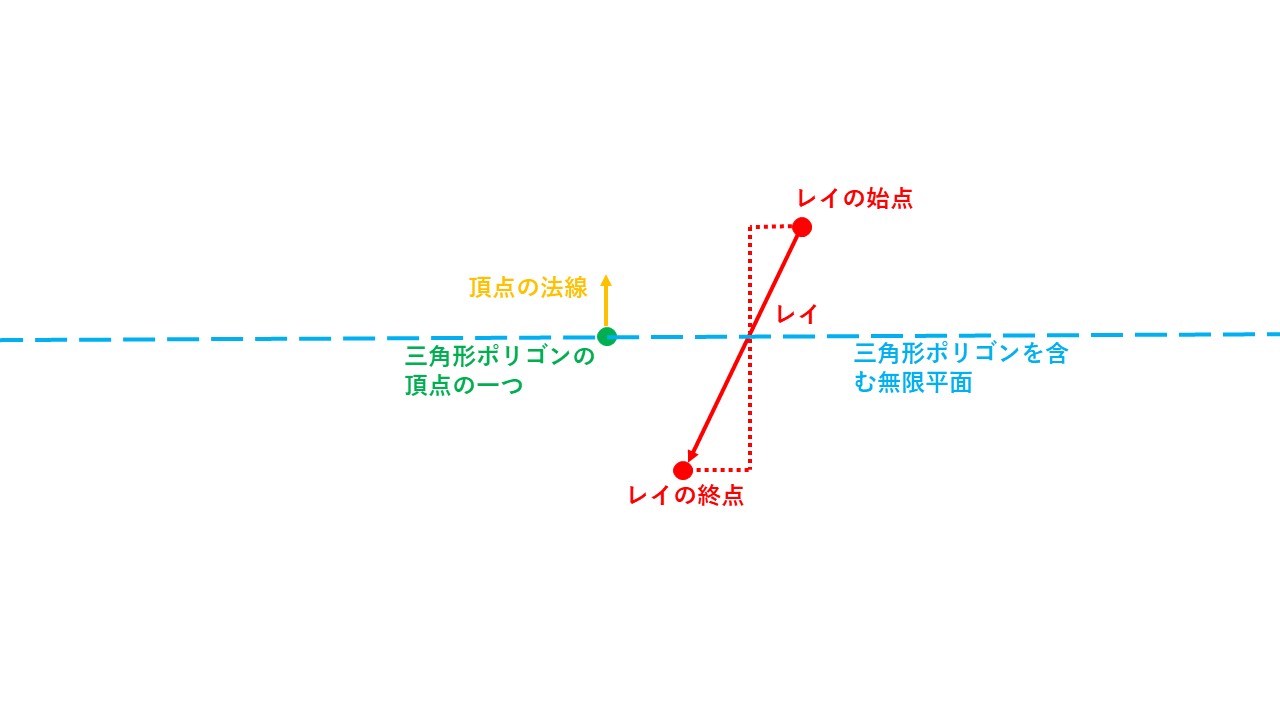 レイの始点
頂点の法線
レイ
三角形ポリゴンの
頂点の一つ
三角形ポリゴンを含
む無限平面
レイの終点